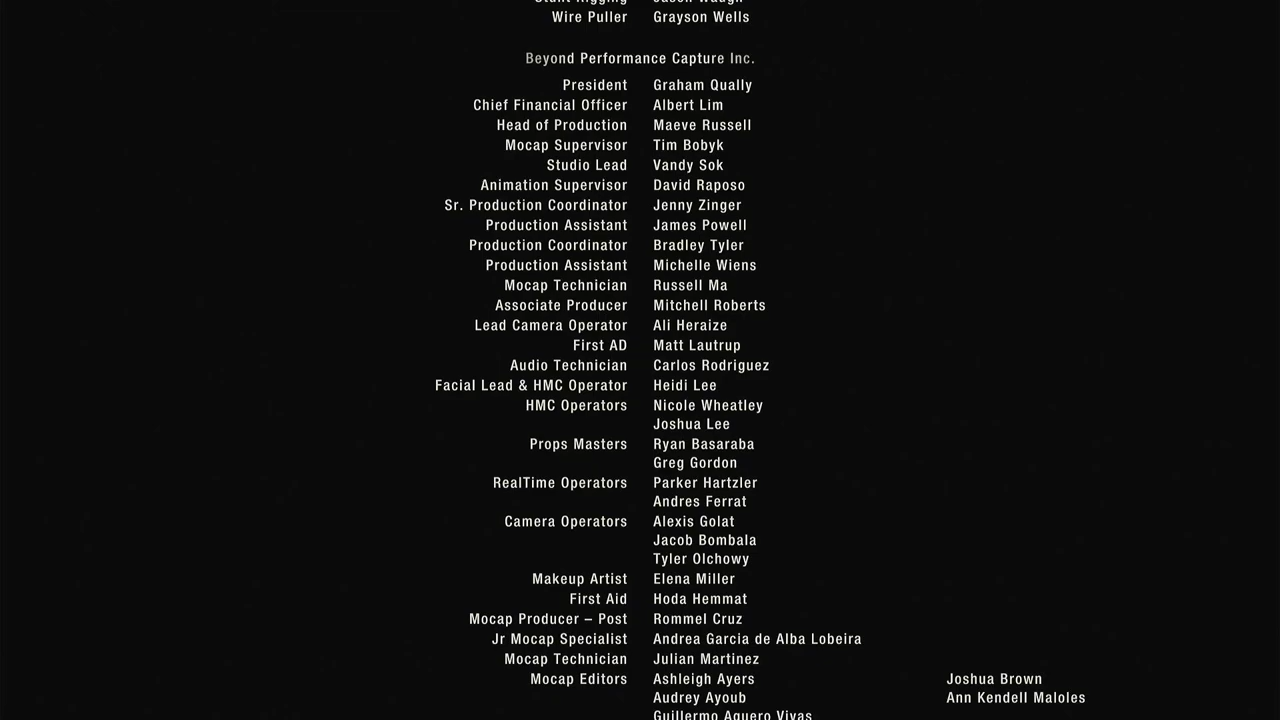 Wire Puller Grayson Wells
Beyond Performance Capture Inc.
President Graham Qually
Chief Financial Officer Albert Lim
Head of Production Maeve Russell
Mocap Supervisor Tim Bobyk
Studio Lead Vandy Sok
Animation Supervisor David Raposo
Sr. Production Coordinator Jenny Zinger
Production Assistant James Powell
Production Coordinator Bradley Tyler
Production Assistant Michelle Wiens
Mocap Technician Russell Ma
Associate Producer Mitchell Roberts
Lead Camera Operator Ali Heraize
First AD Matt Lautrup
Audio Technician Carlos Rodriguez
Facial Lead & HMC Operator Heidi Lee
HMC Operators Nicole Wheatley
Joshua Lee
Props Masters Ryan Basaraba
Greg Gordon
RealTime Operators Parker Hartzler
Andres Ferrat
Camera Operators Alexis Golat
Jacob Bombala
Tyler Olchowy
Makeup Artist Elena Miller
First Aid Hoda Hemmat
Mocap Producer – Post Rommel Cruz
Jr Mocap Specialist Andrea Garcia de Alba Lobeira
Mocap Technician Julian Martinez
Mocap Editors Ashleigh Ayers Joshua Brown
Audrey Ayoub Ann Kendell Maloles
Guillermo Aguero Vivas